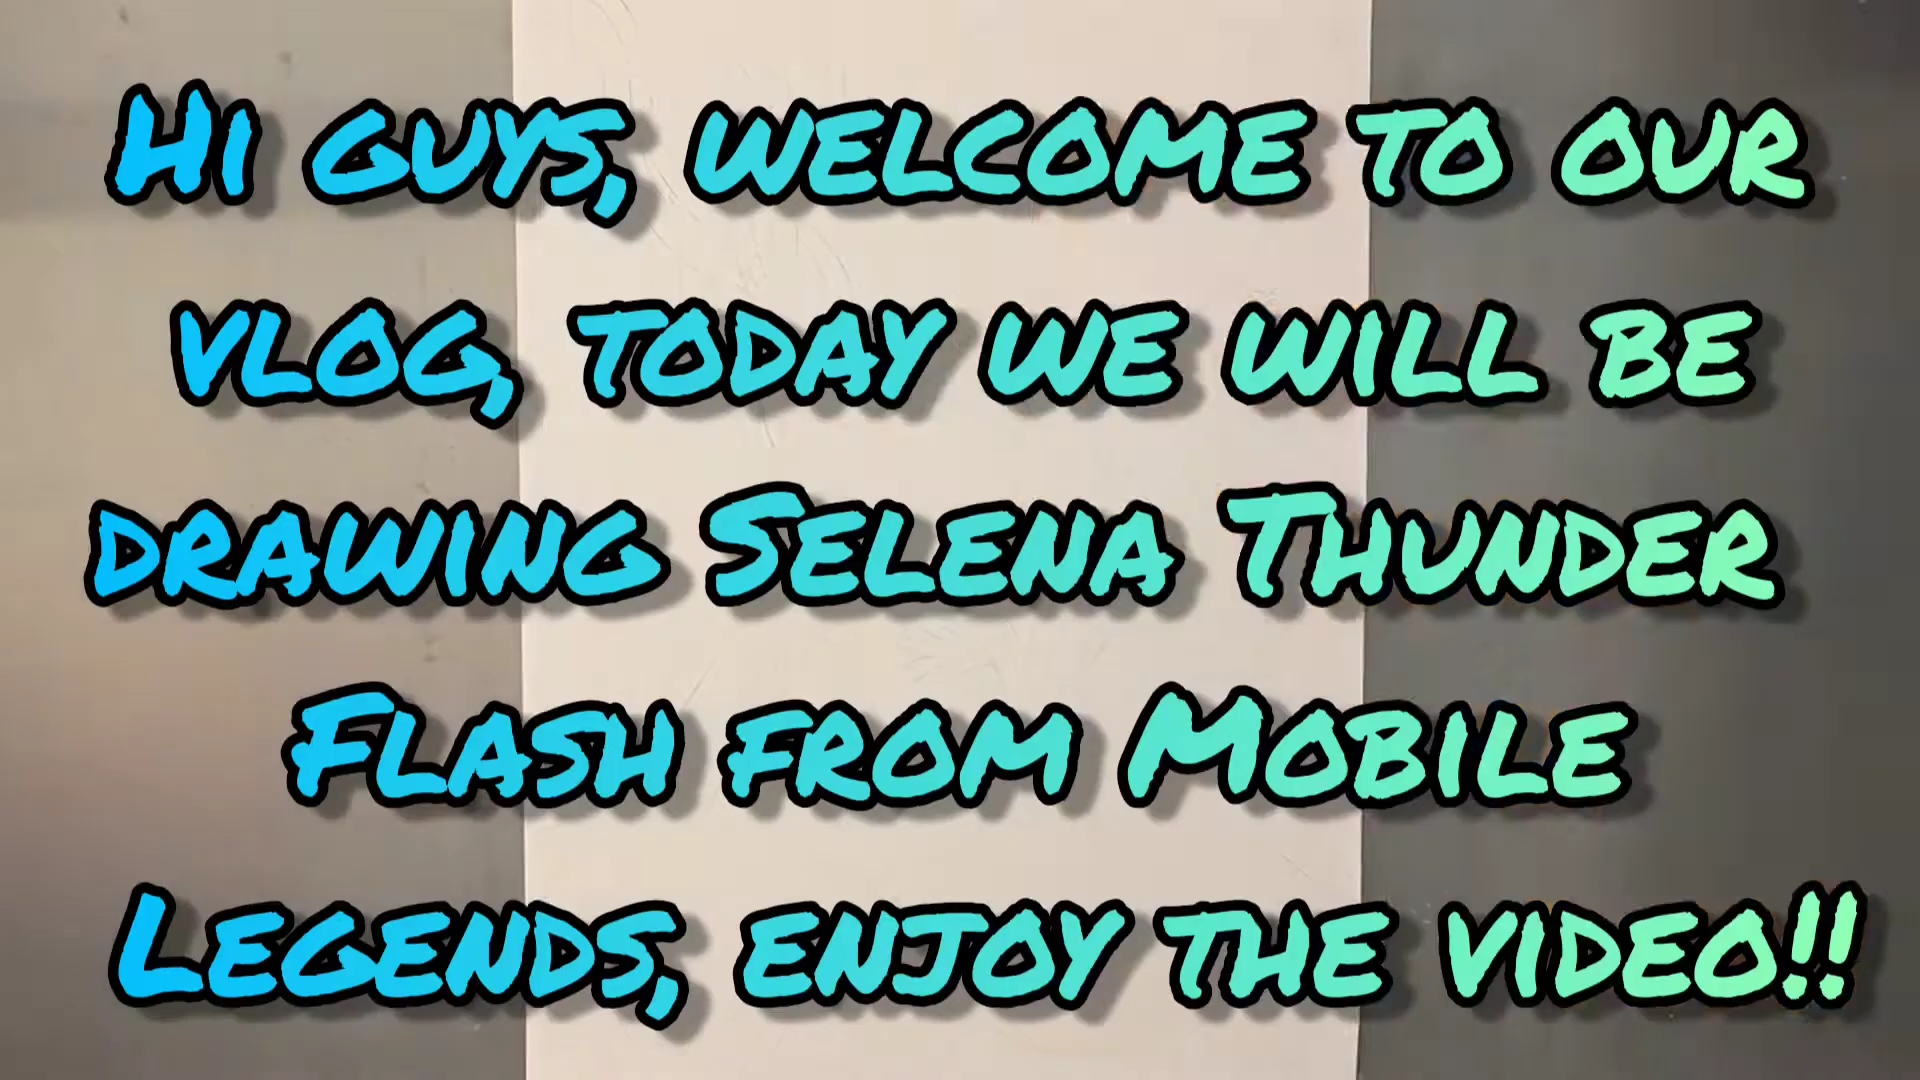 Hi guys, welcome to our
vlog, today we will be
drawing Selena Thunder
Flash from Mobile
Legends, enjoy the video!!